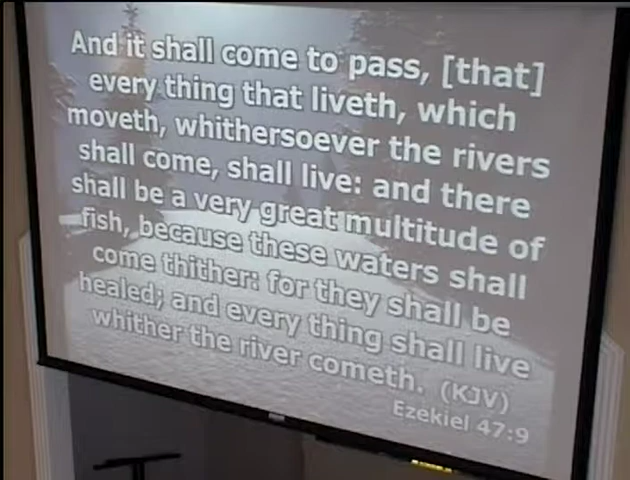 And it shall come to pass, [that]
every thing that liveth, which
moveth, whithersoever the rivers
shall come, shall live: and there
shall be a very great multitude of
fish, because these waters shall
come thither: for they shall be
healed; and every thing shall live
whither the river cometh. (KJV)
Ezekiel 47:9